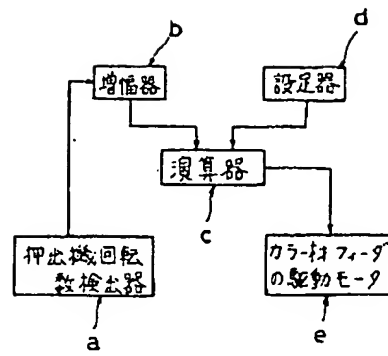 b
d
増幅器
設定器
演算器
c
押出機回転
数検出器
カラー材フィーダ
の駆動モータ
a
e